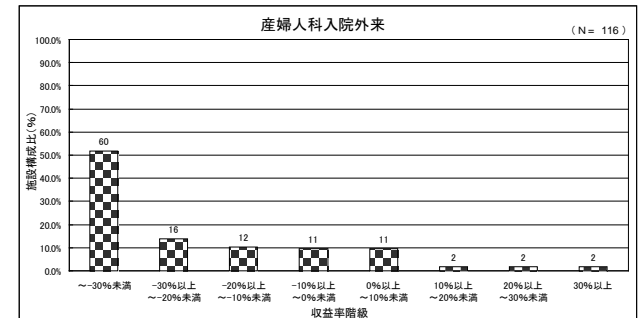 産婦人科入院外来
（N= 116）
施設構成比(%)
100.0%
90.0%
80.0%
70.0%
60.0%
50.0%
40.0%
30.0%
20.0%
10.0%
0.0%
60
16
12
11
11
2
2
2
～-30%未満
-30%以上
～-20%未満
-20%以上
～-10%未満
-10%以上
～0%未満
0%以上
～10%未満
10%以上
～20%未満
20%以上
～30%未満
30%以上
収益率階級